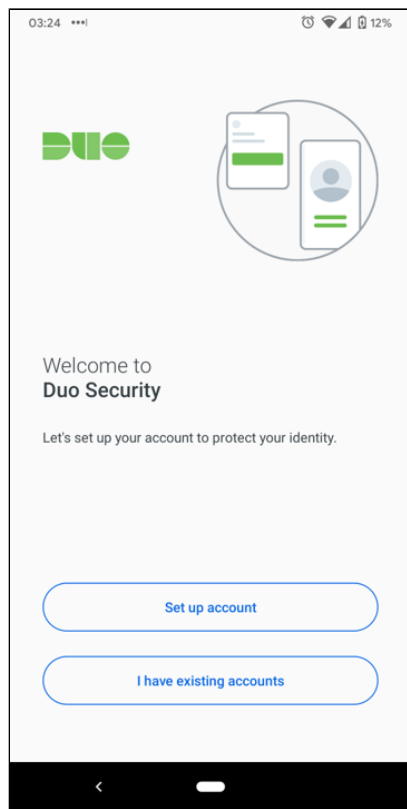 03:24
12%
DUO
Welcome to
Duo Security
Let's set up your account to protect your identity.
Set up account
I have existing accounts